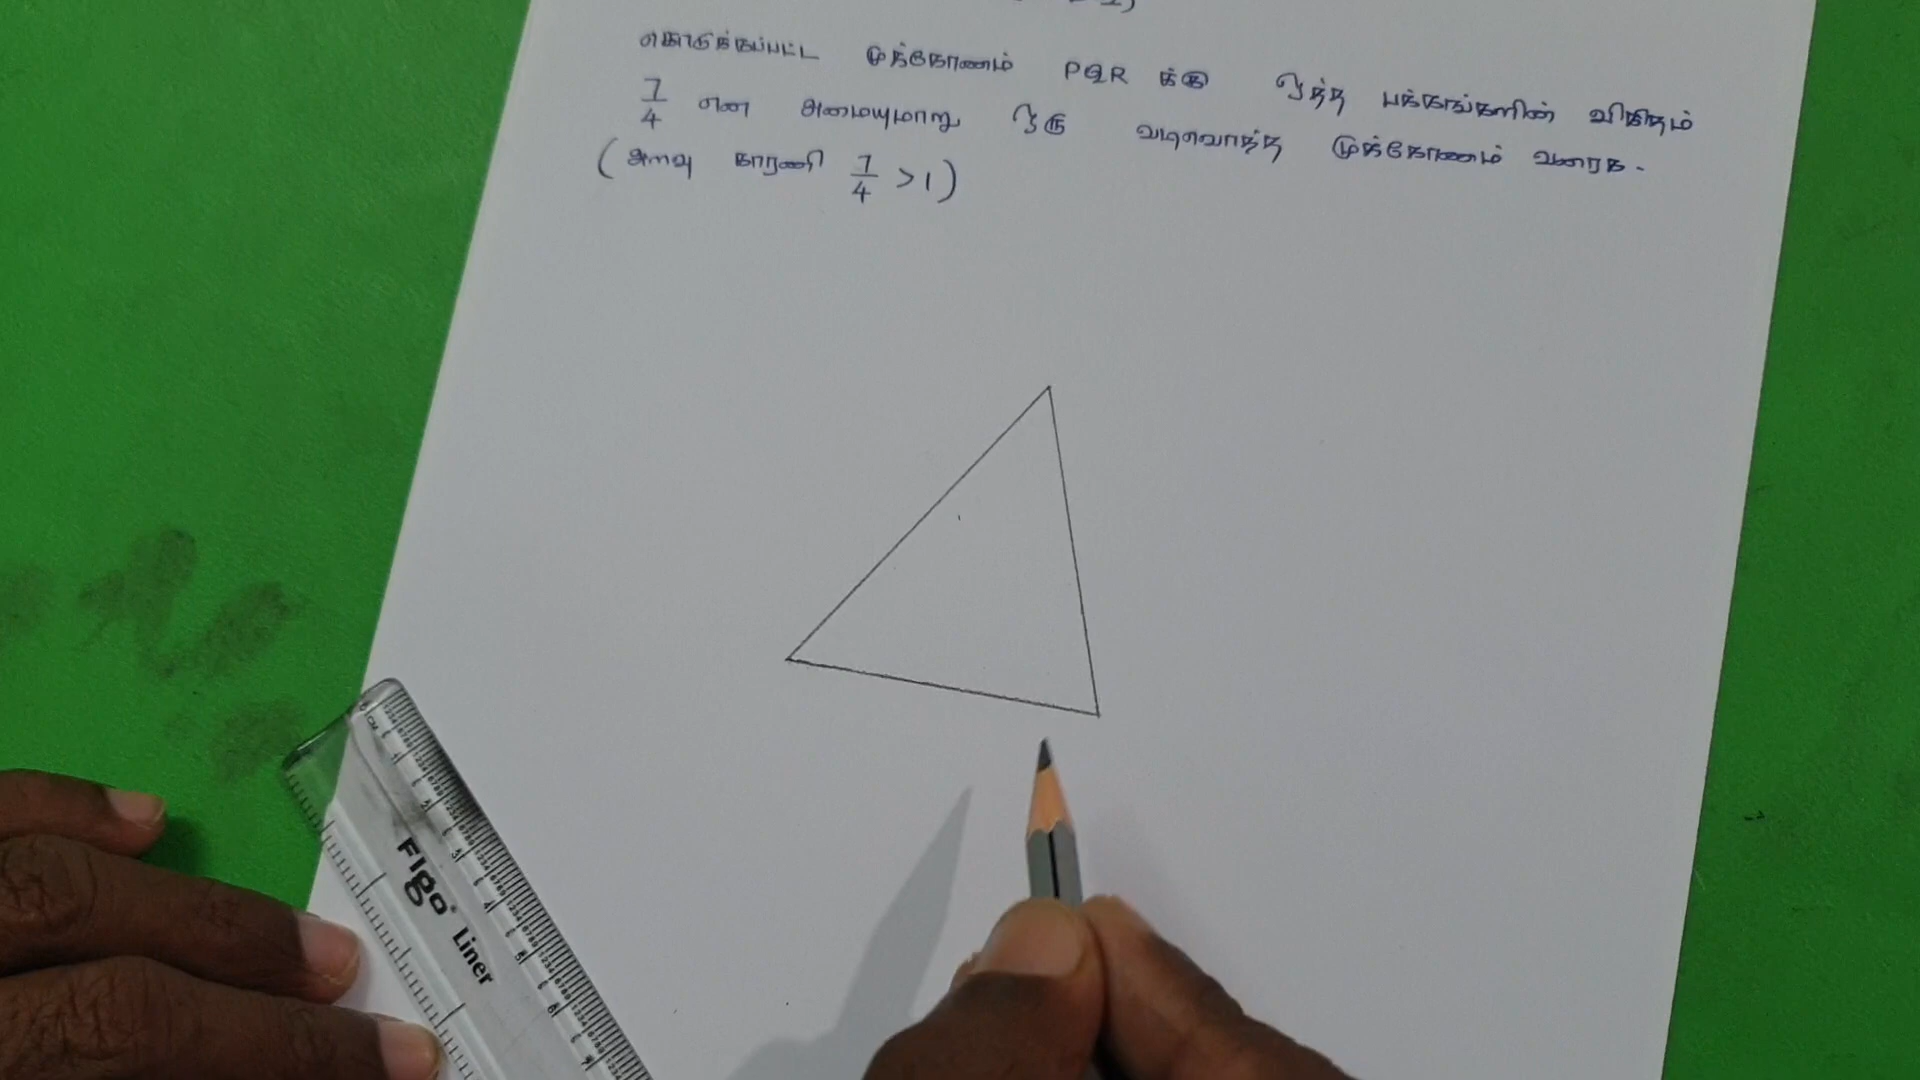 கொடுக்கப்பட்ட முக்கோணம் PQR க்கு ஒத்த பக்கங்களின் விகிதம்
7/4 என அமையுமாறு ஒரு வடிவொத்த முக்கோணம் வரைக.
(அளவு காரணி 7/4 > 1)
Flgo Liner